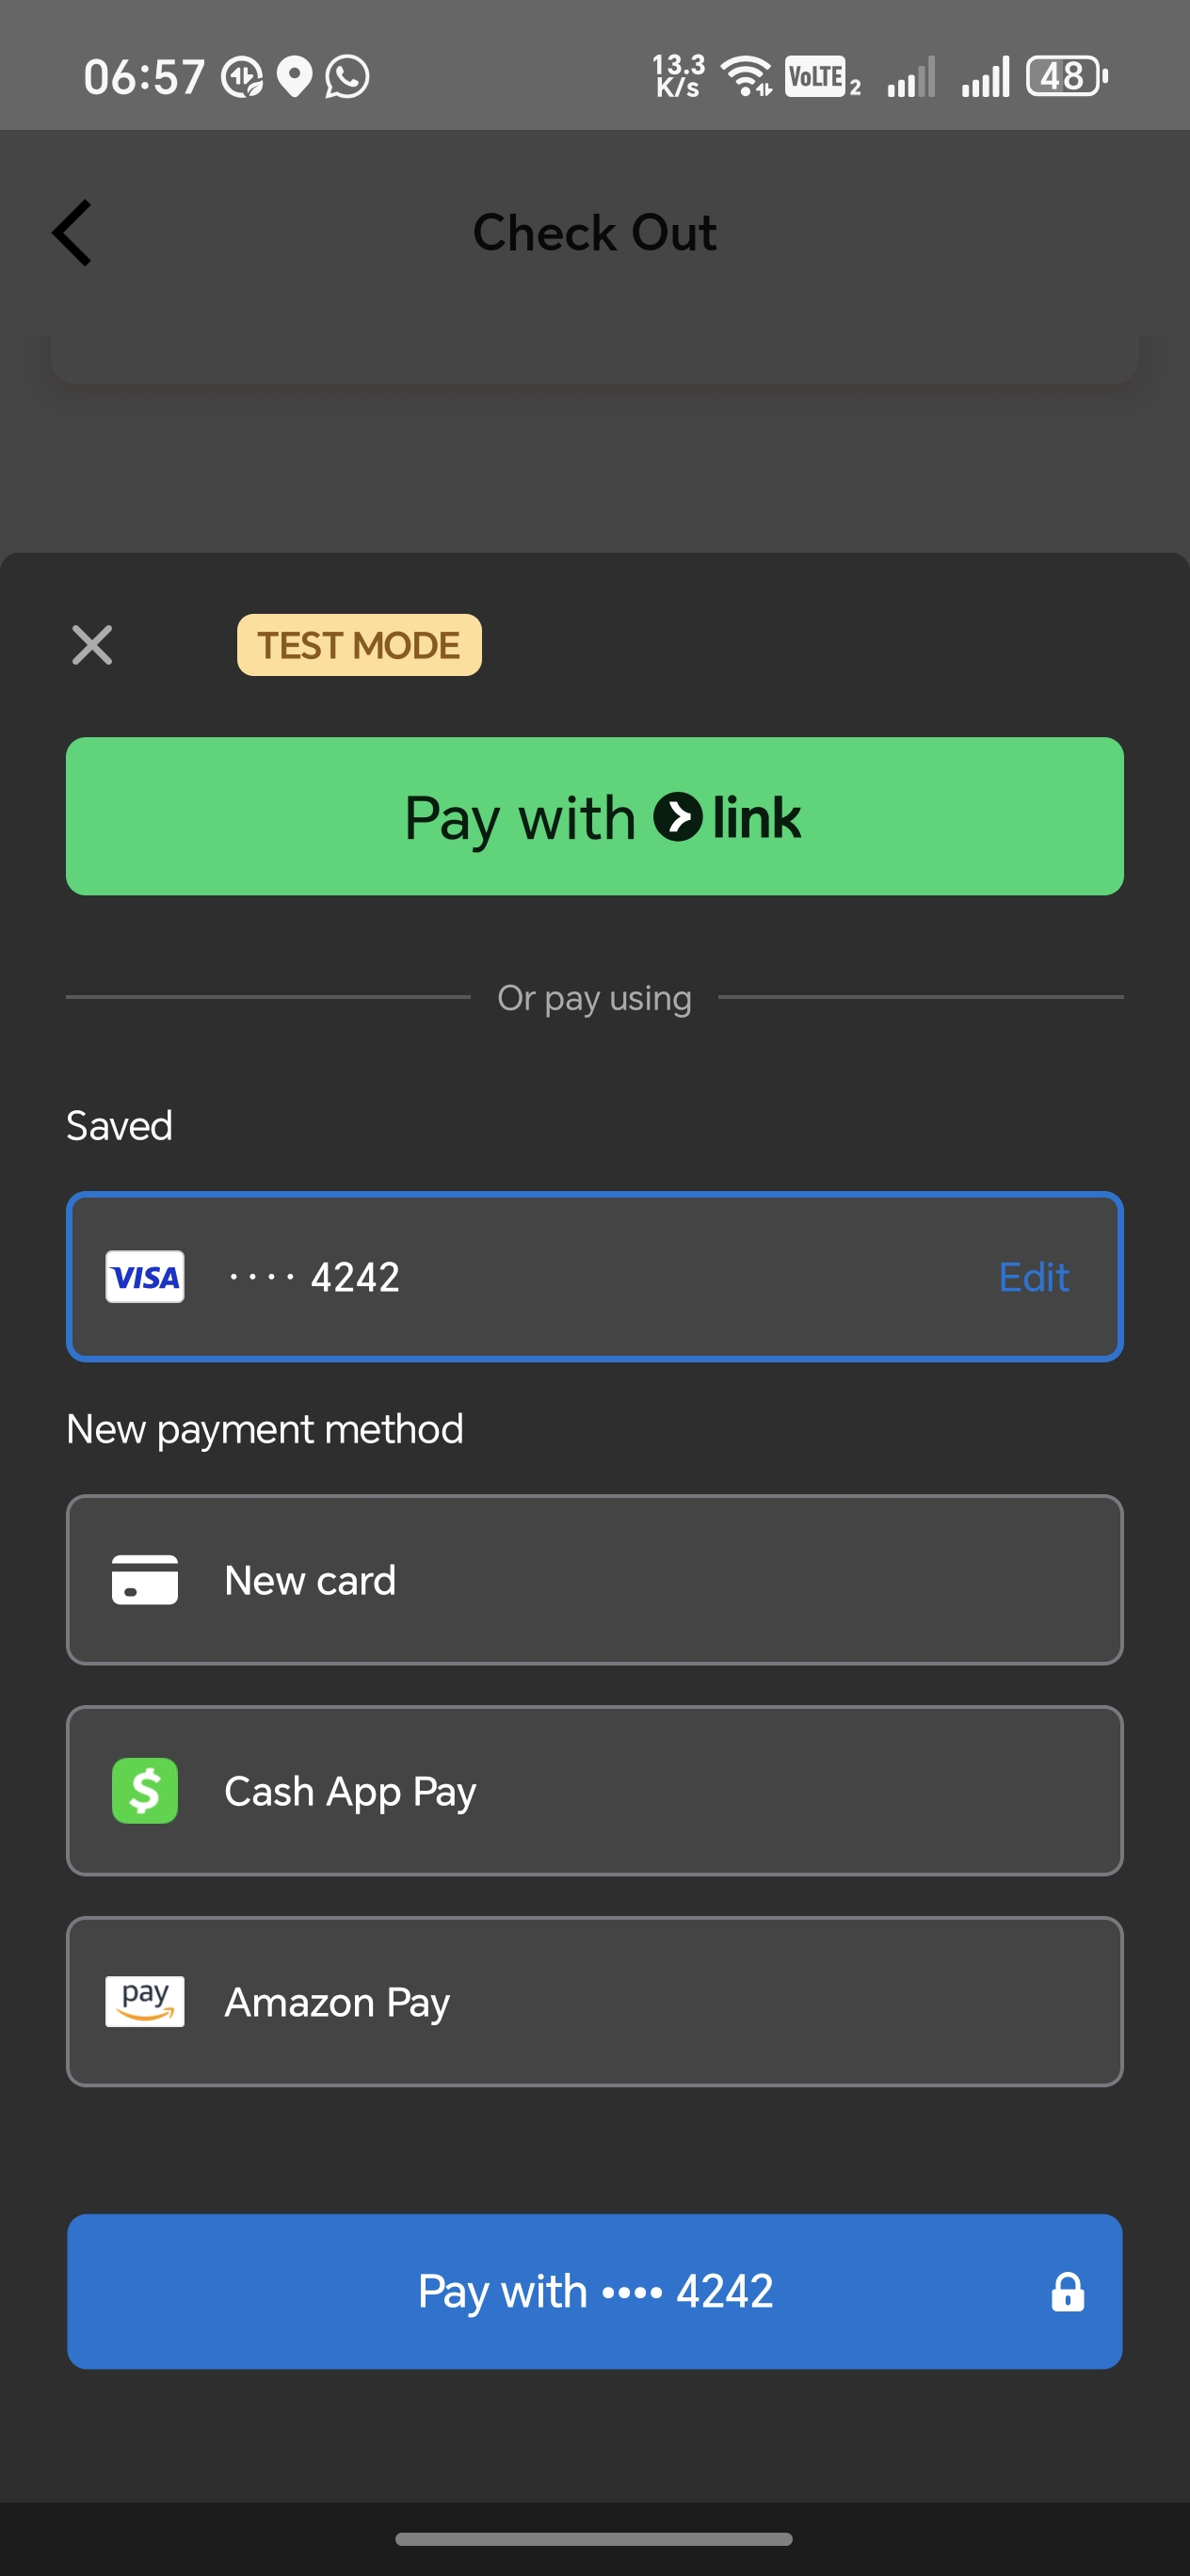 06:57
13.3
K/s
VoLTE 2
48
Check Out
TEST MODE
Pay with link
Or pay using
Saved
VISA
···· 4242
Edit
New payment method
New card
Cash App Pay
pay
Amazon Pay
Pay with •••• 4242